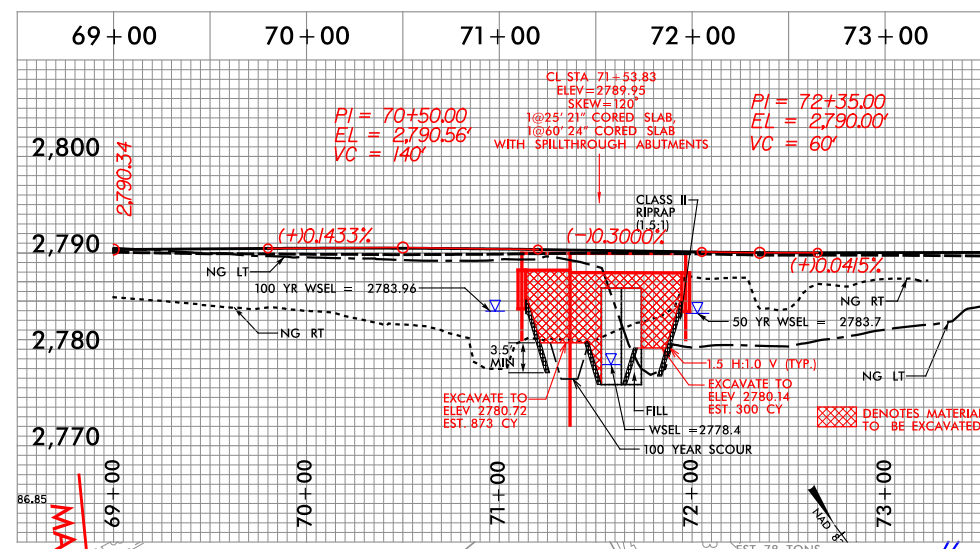 69+00 70+00 71+00 72+00 73+00
CL STA 71+53.83
ELEV=2789.95
SKEW=120°
1@25' 21" CORED SLAB,
1@60' 24" CORED SLAB
WITH SPILLTHROUGH ABUTMENTS
PI = 70+50.00
EL = 2,790.56'
VC = 140'
PI = 72+35.00
EL = 2,790.00'
VC = 60'
2,800
2,790
2,780
2,770
2,790.34
(+)0.1433%
(-)0.3000%
(+)0.0415%
CLASS II
RIPRAP
(1.5:1)
NG LT
100 YR WSEL = 2783.96
NG RT
NG RT
50 YR WSEL = 2783.7
3.5'
MIN
1.5 H:1.0 V (TYP.)
NG LT
EXCAVATE TO
ELEV 2780.72
EST. 873 CY
EXCAVATE TO
ELEV 2780.14
EST. 300 CY
FILL
WSEL =2778.4
100 YEAR SCOUR
DENOTES MATERIAL
TO BE EXCAVATED
69+00
70+00
71+00
72+00
73+00
86.85
MA
NAD 8
EST 78 TONS